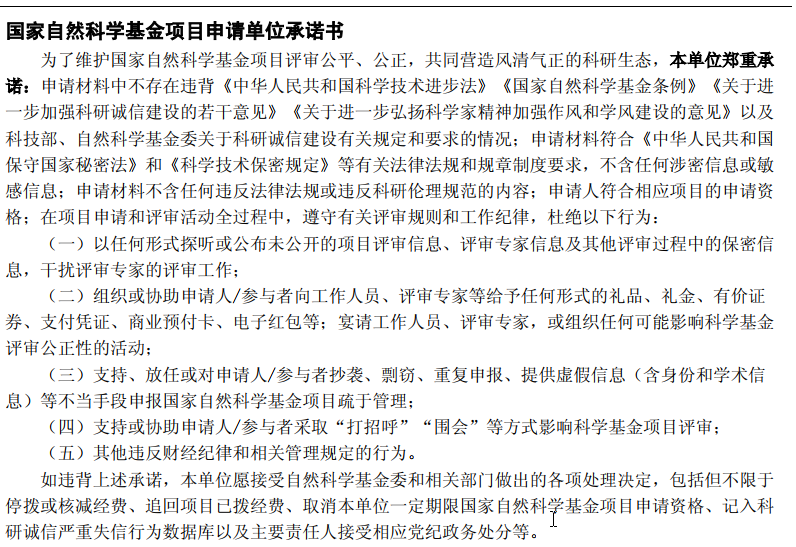 国家自然科学基金项目申请单位承诺书
为了维护国家自然科学基金项目评审公平、公正，共同营造风清气正的科研生态，本单位郑重承
诺：申请材料中不存在违背《中华人民共和国科学技术进步法》《国家自然科学基金条例》《关于进
一步加强科研诚信建设的若干意见》《关于进一步弘扬科学家精神加强作风和学风建设的意见》以及
科技部、自然科学基金委关于科研诚信建设有关规定和要求的情况；申请材料符合《中华人民共和国
保守国家秘密法》和《科学技术保密规定》等有关法律法规和规章制度要求，不含任何涉密信息或敏
感信息；申请材料不含任何违反法律法规或违反科研伦理规范的内容；申请人符合相应项目的申请资
格；在项目申请和评审活动全过程中，遵守有关评审规则和工作纪律，杜绝以下行为：
（一）以任何形式探听或公布未公开的项目评审信息、评审专家信息及其他评审过程中的保密信
息，干扰评审专家的评审工作；
（二）组织或协助申请人/参与者向工作人员、评审专家等给予任何形式的礼品、礼金、有价证
券、支付凭证、商业预付卡、电子红包等；宴请工作人员、评审专家，或组织任何可能影响科学基金
评审公正性的活动；
（三）支持、放任或对申请人/参与者抄袭、剽窃、重复申报、提供虚假信息（含身份和学术信
息）等不当手段申报国家自然科学基金项目疏于管理；
（四）支持或协助申请人/参与者采取“打招呼”“围会”等方式影响科学基金项目评审；
（五）其他违反财经纪律和相关管理规定的行为。
如违背上述承诺，本单位愿接受自然科学基金委和相关部门做出的各项处理决定，包括但不限于
停拨或核减经费、追回项目已拨经费、取消本单位一定期限国家自然科学基金项目申请资格、记入科
研诚信严重失信行为数据库以及主要责任人接受相应党纪政务处分等。